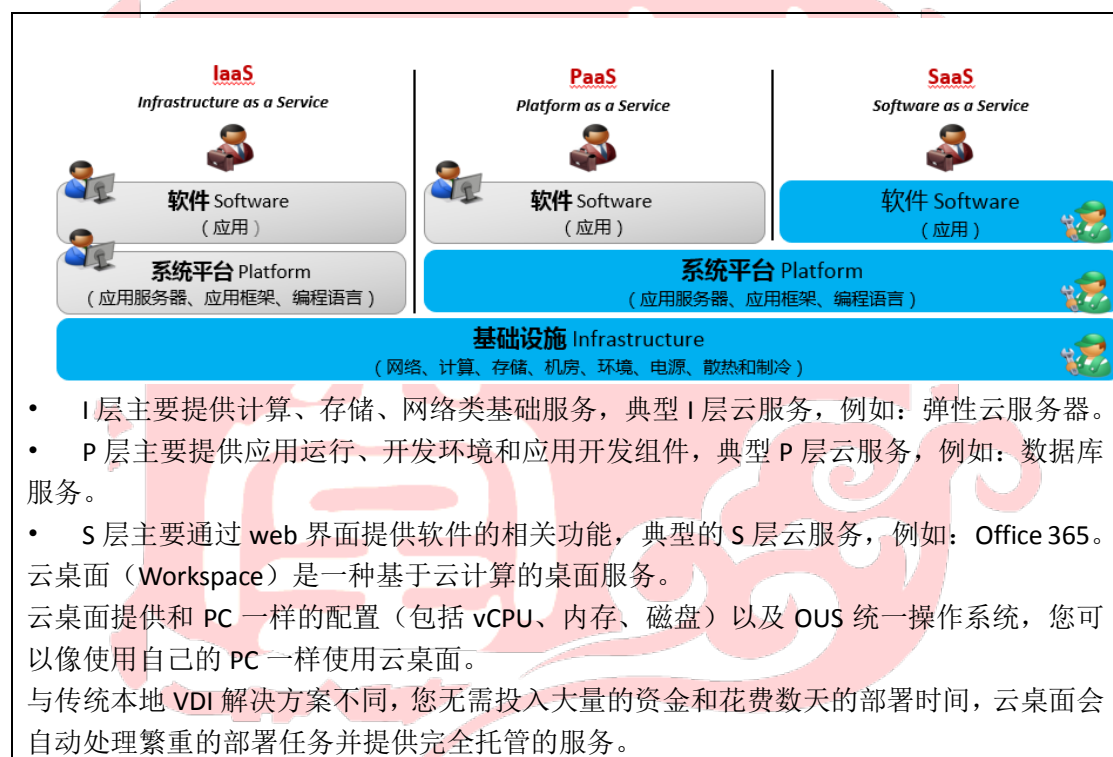 IaaS PaaS SaaS
Infrastructure as a Service Platform as a Service Software as a Service
软件 Software 软件 Software 软件 Software
（应用） （应用） （应用）
系统平台 Platform 系统平台 Platform
（应用服务器、应用框架、编程语言） （应用服务器、应用框架、编程语言）
基础设施 Infrastructure
（网络、计算、存储、机房、环境、电源、散热和制冷）
• I 层主要提供计算、存储、网络类基础服务，典型 I 层云服务，例如：弹性云服务器。
• P 层主要提供应用运行、开发环境和应用开发组件，典型 P 层云服务，例如：数据库
服务。
• S 层主要通过 web 界面提供软件的相关功能，典型的 S 层云服务，例如：Office 365。
云桌面（Workspace）是一种基于云计算的桌面服务。
云桌面提供和 PC 一样的配置（包括 vCPU、内存、磁盘）以及 OUS 统一操作系统，您可
以像使用自己的 PC 一样使用云桌面。
与传统本地 VDI 解决方案不同，您无需投入大量的资金和花费数天的部署时间，云桌面会
自动处理繁重的部署任务并提供完全托管的服务。